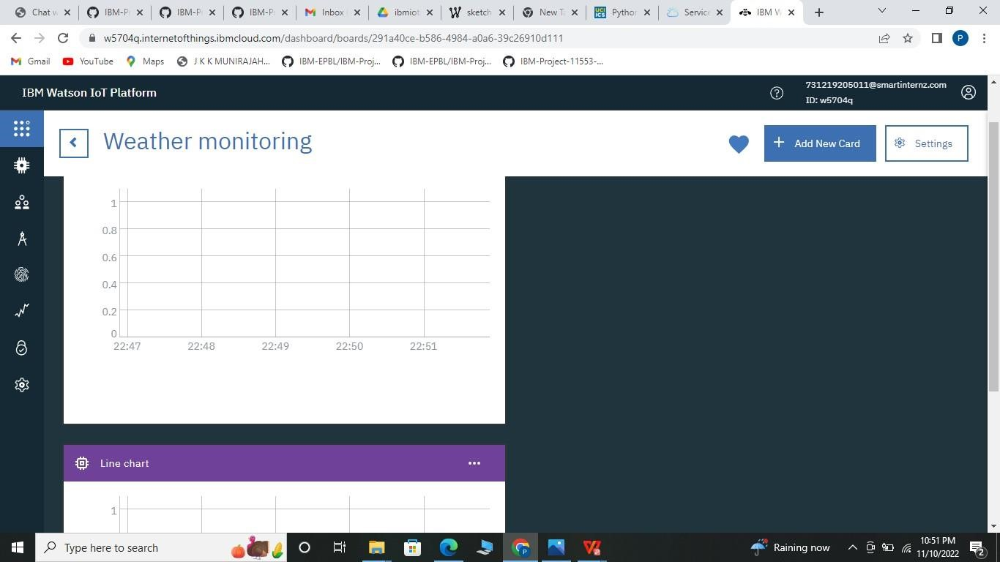 Chat w
IBM-P
IBM-P
IBM-P
Inbox
ibmiot
sketch
New Ta
UCI
ICS
Python
Service
IBM W
w5704q.internetofthings.ibmcloud.com/dashboard/boards/291a40ce-b586-4984-a0a6-39c26910d111
P
Gmail
YouTube
Maps
J K K MUNIRAJAH...
IBM-EPBL/IBM-Proj...
IBM-EPBL/IBM-Proj...
IBM-Project-11553-...
IBM Watson IoT Platform
731219205011@smartinternz.com
ID: w5704q
Weather monitoring
Add New Card
Settings
1
0.8
0.6
0.4
0.2
0
22:47 22:48 22:49 22:50 22:51
Line chart
1
Type here to search
Raining now
10:51 PM
11/10/2022
2